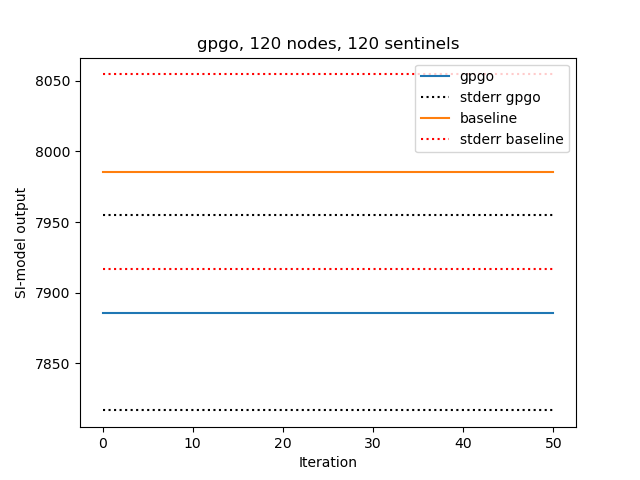 gpgo, 120 nodes, 120 sentinels
gpgo
stderr gpgo
baseline
stderr baseline
SI-model output
8050
8000
7950
7900
7850
0 10 20 30 40 50
Iteration